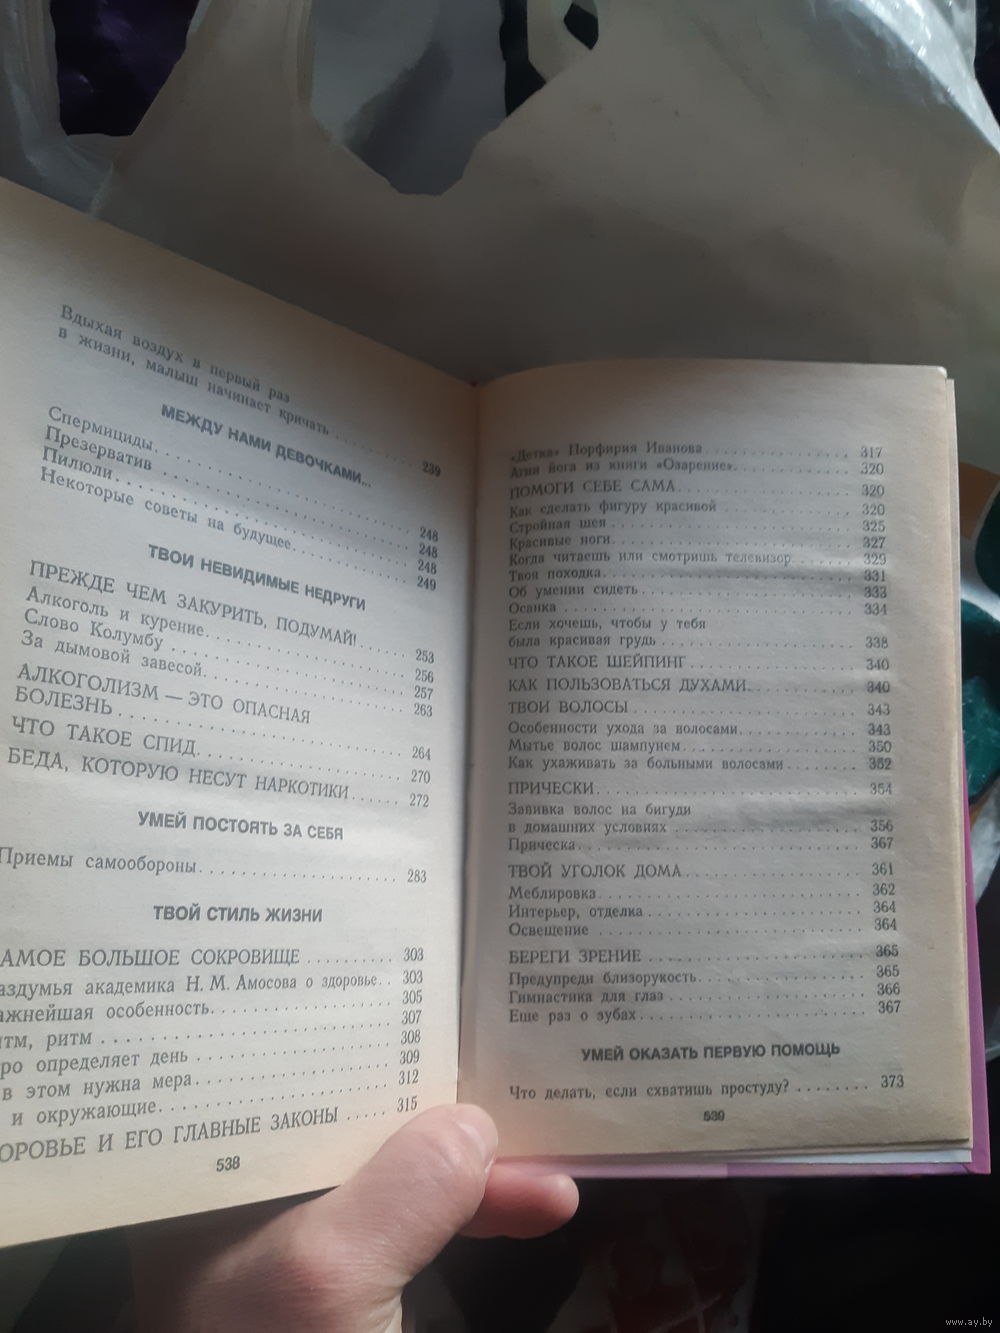 Вдыхая воздух в первый раз
в жизни, малыш начинает кричать . . . . . . . . 239
МЕЖДУ НАМИ ДЕВОЧКАМИ...
Спермициды. . . . . . . . . . . . . . . . . . 248
Презерватив . . . . . . . . . . . . . . . . . 248
Пилюли. . . . . . . . . . . . . . . . . . . . 248
Некоторые советы на будущее. . . . . . . . . . 249
ТВОИ НЕВИДИМЫЕ НЕДРУГИ
ПРЕЖДЕ ЧЕМ ЗАКУРИТЬ, ПОДУМАЙ! . . . . . . 253
Алкоголь и курение. . . . . . . . . . . . . . 256
Слово Колумбу . . . . . . . . . . . . . . . . 257
За дымовой завесой. . . . . . . . . . . . . . 263
АЛКОГОЛИЗМ — ЭТО ОПАСНАЯ
БОЛЕЗНЬ . . . . . . . . . . . . . . . . . . . 264
ЧТО ТАКОЕ СПИД. . . . . . . . . . . . . . . . 270
БЕДА, КОТОРУЮ НЕСУТ НАРКОТИКИ . . . . . . 272
УМЕЙ ПОСТОЯТЬ ЗА СЕБЯ
Приемы самообороны. . . . . . . . . . . . . . 283
ТВОЙ СТИЛЬ ЖИЗНИ
АМОЕ БОЛЬШОЕ СОКРОВИЩЕ . . . . . . . . . 303
аздумья академика Н. М. Амосова о здоровье. . 303
ажнейшая особенность. . . . . . . . . . . . . 305
итм, ритм . . . . . . . . . . . . . . . . . . 307
ро определяет день . . . . . . . . . . . . . . 308
в этом нужна мера. . . . . . . . . . . . . . . 309
и окружающие. . . . . . . . . . . . . . . . . 312
ОРОВЬЕ И ЕГО ГЛАВНЫЕ ЗАКОНЫ . . . . . 315
538
«Детка» Порфирия Иванова . . . . . . . . . . 317
Агни йога из книги «Озарение». . . . . . . . . 320
ПОМОГИ СЕБЕ САМА. . . . . . . . . . . . . 320
Как сделать фигуру красивой . . . . . . . . . 320
Стройная шея . . . . . . . . . . . . . . . . . 325
Красивые ноги. . . . . . . . . . . . . . . . . 327
Когда читаешь или смотришь телевизор. . . . . 329
Твоя походка. . . . . . . . . . . . . . . . . . 331
Об умении сидеть . . . . . . . . . . . . . . . 333
Осанка . . . . . . . . . . . . . . . . . . . . 334
Если хочешь, чтобы у тебя
была красивая грудь . . . . . . . . . . . . . 338
ЧТО ТАКОЕ ШЕЙПИНГ . . . . . . . . . . . . 340
КАК ПОЛЬЗОВАТЬСЯ ДУХАМИ. . . . . . . . . 340
ТВОИ ВОЛОСЫ . . . . . . . . . . . . . . . . 343
Особенности ухода за волосами. . . . . . . . . 343
Мытье волос шампунем. . . . . . . . . . . . . 350
Как ухаживать за больными волосами . . . . . 352
ПРИЧЕСКИ. . . . . . . . . . . . . . . . . . . 354
Завивка волос на бигуди
в домашних условиях . . . . . . . . . . . . . 356
Прическа. . . . . . . . . . . . . . . . . . . . 367
ТВОЙ УГОЛОК ДОМА . . . . . . . . . . . . . 361
Меблировка. . . . . . . . . . . . . . . . . . . 362
Интерьер, отделка . . . . . . . . . . . . . . . 364
Освещение . . . . . . . . . . . . . . . . . . 364
БЕРЕГИ ЗРЕНИЕ . . . . . . . . . . . . . . . 365
Предупреди близорукость. . . . . . . . . . . . 365
Гимнастика для глаз . . . . . . . . . . . . . . 366
Еще раз о зубах. . . . . . . . . . . . . . . . 367
УМЕЙ ОКАЗАТЬ ПЕРВУЮ ПОМОЩЬ
Что делать, если схватишь простуду? . . . . . . 373
539
www.ay.by